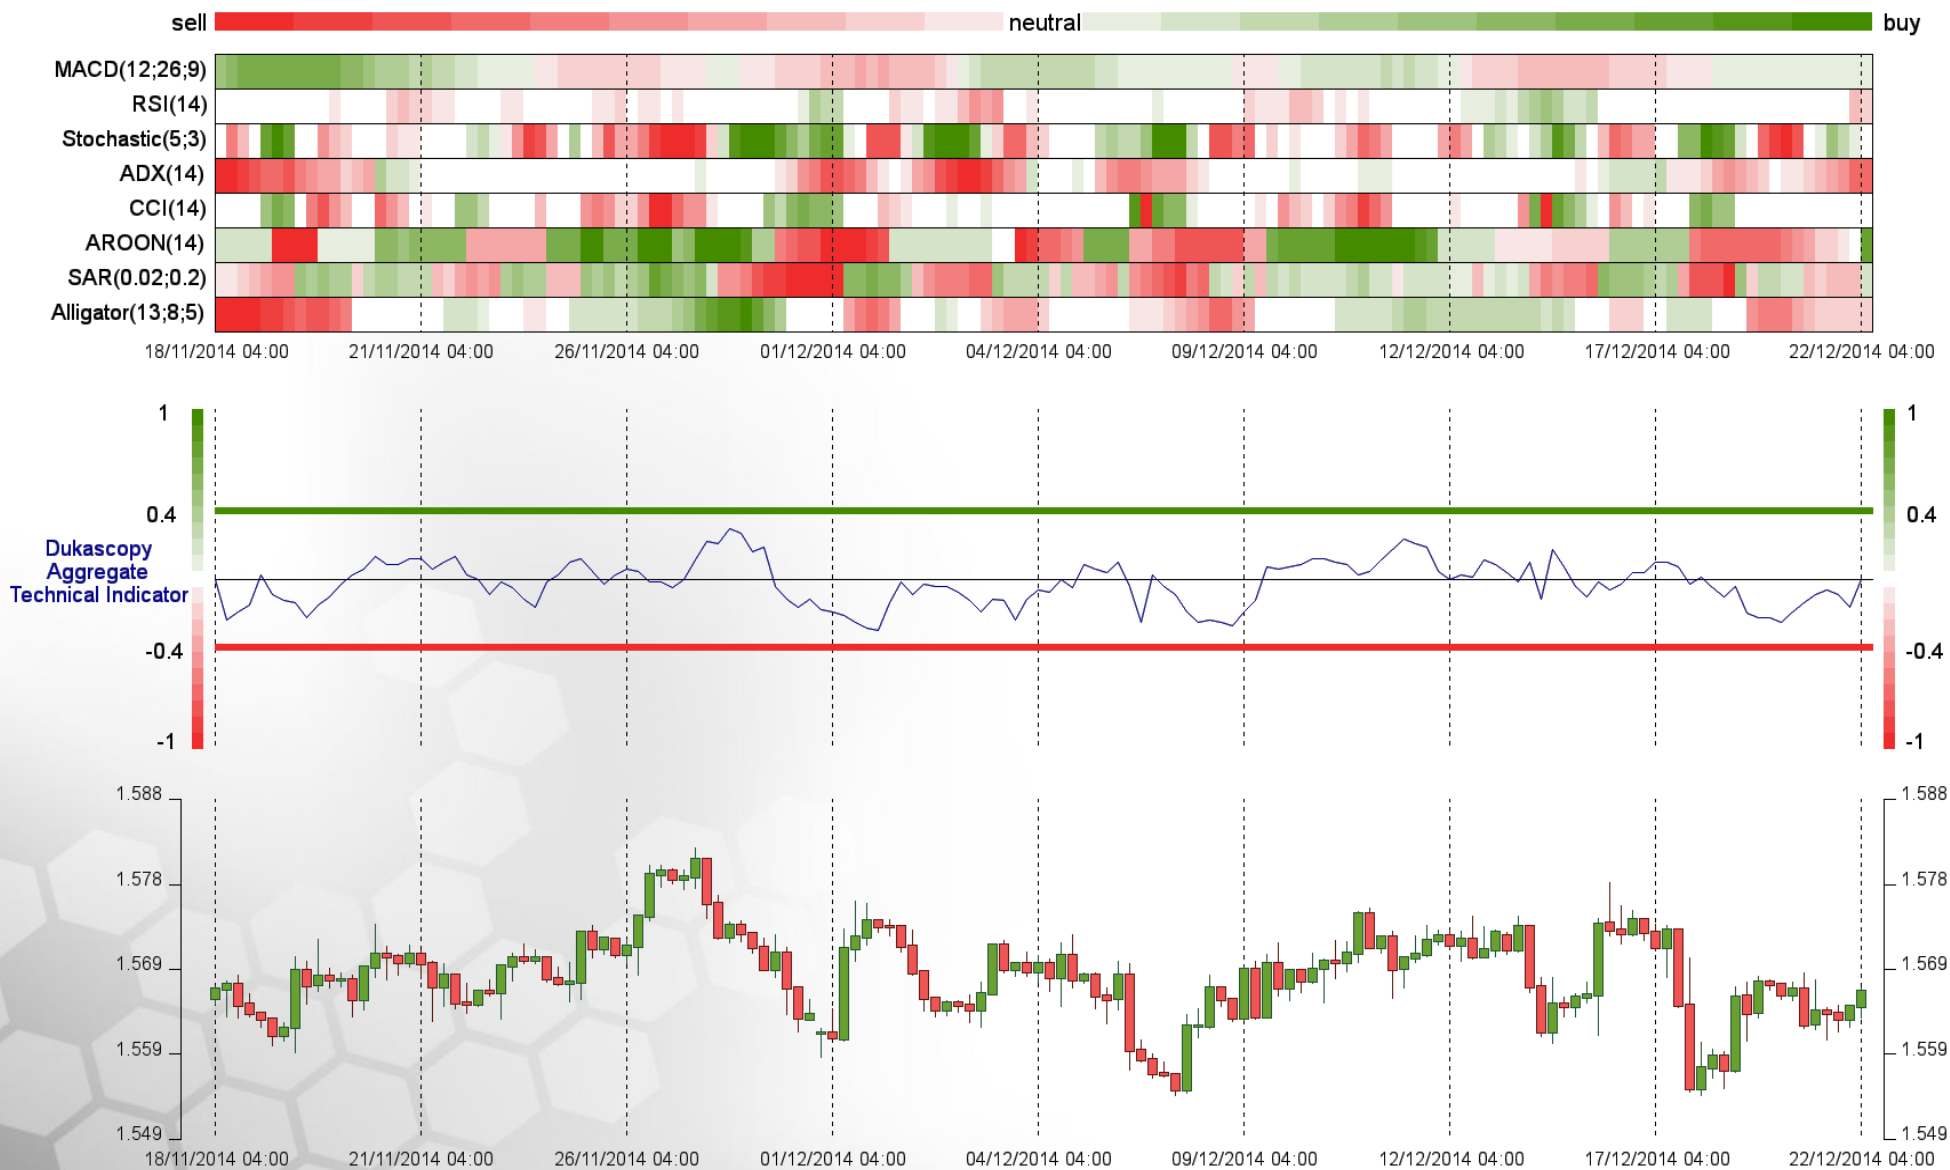 sell neutral buy
MACD(12;26;9)
RSI(14)
Stochastic(5;3)
ADX(14)
CCI(14)
AROON(14)
SAR(0.02;0.2)
Alligator(13;8;5)
18/11/2014 04:00 21/11/2014 04:00 26/11/2014 04:00 01/12/2014 04:00 04/12/2014 04:00 09/12/2014 04:00 12/12/2014 04:00 17/12/2014 04:00 22/12/2014 04:00
1 1
0.4 0.4
Dukascopy
Aggregate
Technical Indicator
-0.4 -0.4
-1 -1
1.588 1.588
1.578 1.578
1.569 1.569
1.559 1.559
1.549 1.549
18/11/2014 04:00 21/11/2014 04:00 26/11/2014 04:00 01/12/2014 04:00 04/12/2014 04:00 09/12/2014 04:00 12/12/2014 04:00 17/12/2014 04:00 22/12/2014 04:00